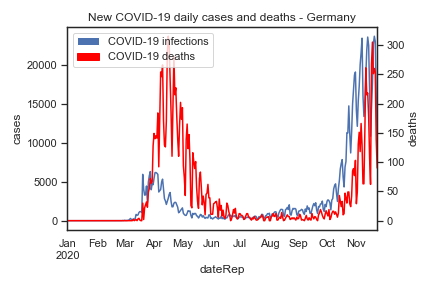 New COVID-19 daily cases and deaths - Germany
COVID-19 infections
COVID-19 deaths
20000
15000
10000
5000
0
cases
300
250
200
150
100
50
0
deaths
Jan Feb Mar Apr May Jun Jul Aug Sep Oct Nov
2020
dateRep